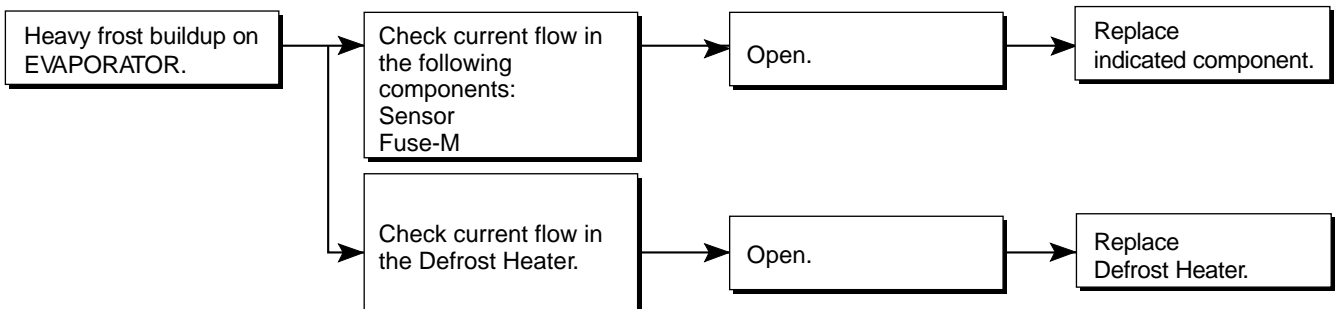 Heavy frost buildup on
EVAPORATOR.
Check current flow in
the following
components:
Sensor
Fuse-M
Open.
Replace
indicated component.
Check current flow in
the Defrost Heater.
Open.
Replace
Defrost Heater.